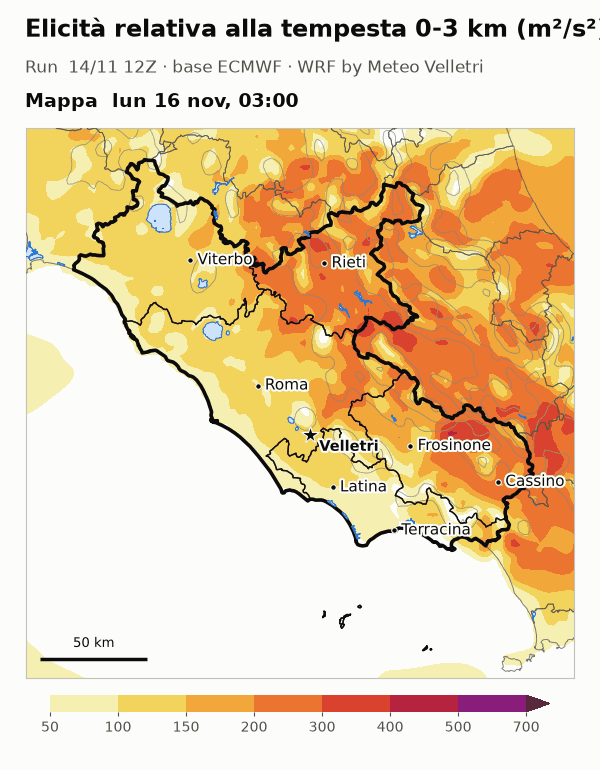 Elicità relativa alla tempesta 0-3 km (m²/s²)
Run 14/11 12Z · base ECMWF · WRF by Meteo Velletri
Mappa lun 16 nov, 03:00
Viterbo
Rieti
Roma
Velletri
Frosinone
Cassino
Latina
Terracina
50 km
50 100 150 200 300 400 500 700